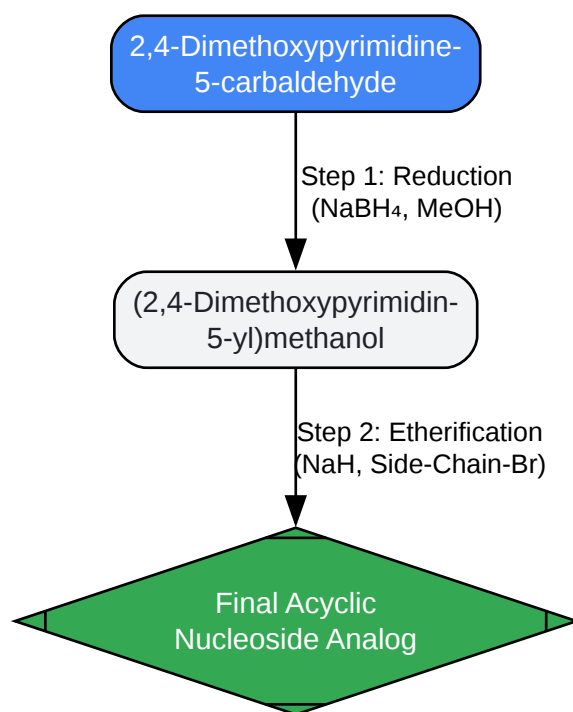 2,4-Dimethoxypyrimidine-
5-carbaldehyde
Step 1: Reduction
(NaBH₄, MeOH)
(2,4-Dimethoxypyrimidin-
5-yl)methanol
Step 2: Etherification
(NaH, Side-Chain-Br)
Final Acyclic
Nucleoside Analog